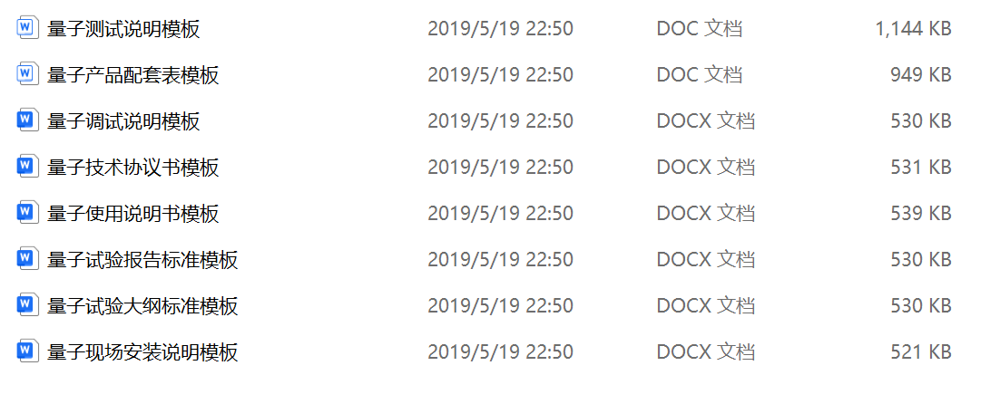 量子测试说明模板 2019/5/19 22:50 DOC 文档 1,144 KB
量子产品配套表模板 2019/5/19 22:50 DOC 文档 949 KB
量子调试说明模板 2019/5/19 22:50 DOCX 文档 530 KB
量子技术协议书模板 2019/5/19 22:50 DOCX 文档 531 KB
量子使用说明书模板 2019/5/19 22:50 DOCX 文档 539 KB
量子试验报告标准模板 2019/5/19 22:50 DOCX 文档 530 KB
量子试验大纲标准模板 2019/5/19 22:50 DOCX 文档 530 KB
量子现场安装说明模板 2019/5/19 22:50 DOCX 文档 521 KB